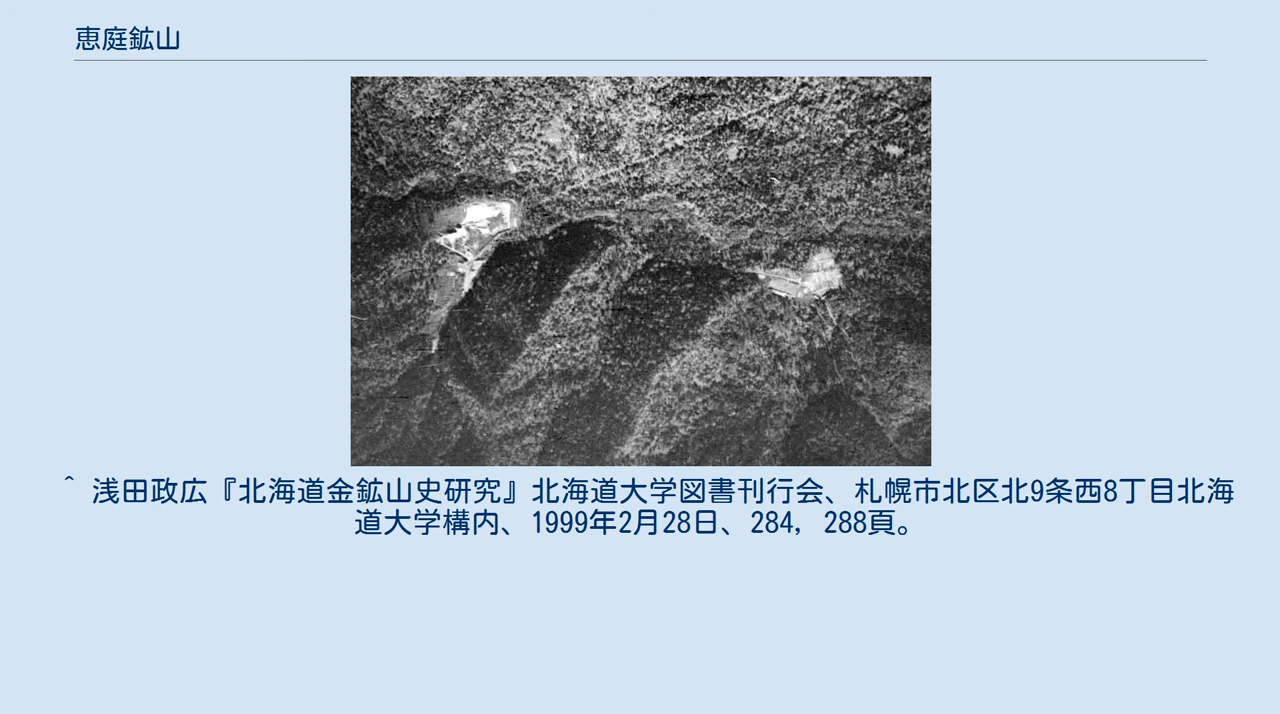 恵庭鉱山
^ 浅田政広『北海道金鉱山史研究』北海道大学図書刊行会、札幌市北区北9条西8丁目北海
道大学構内、1999年2月28日、284，288頁。